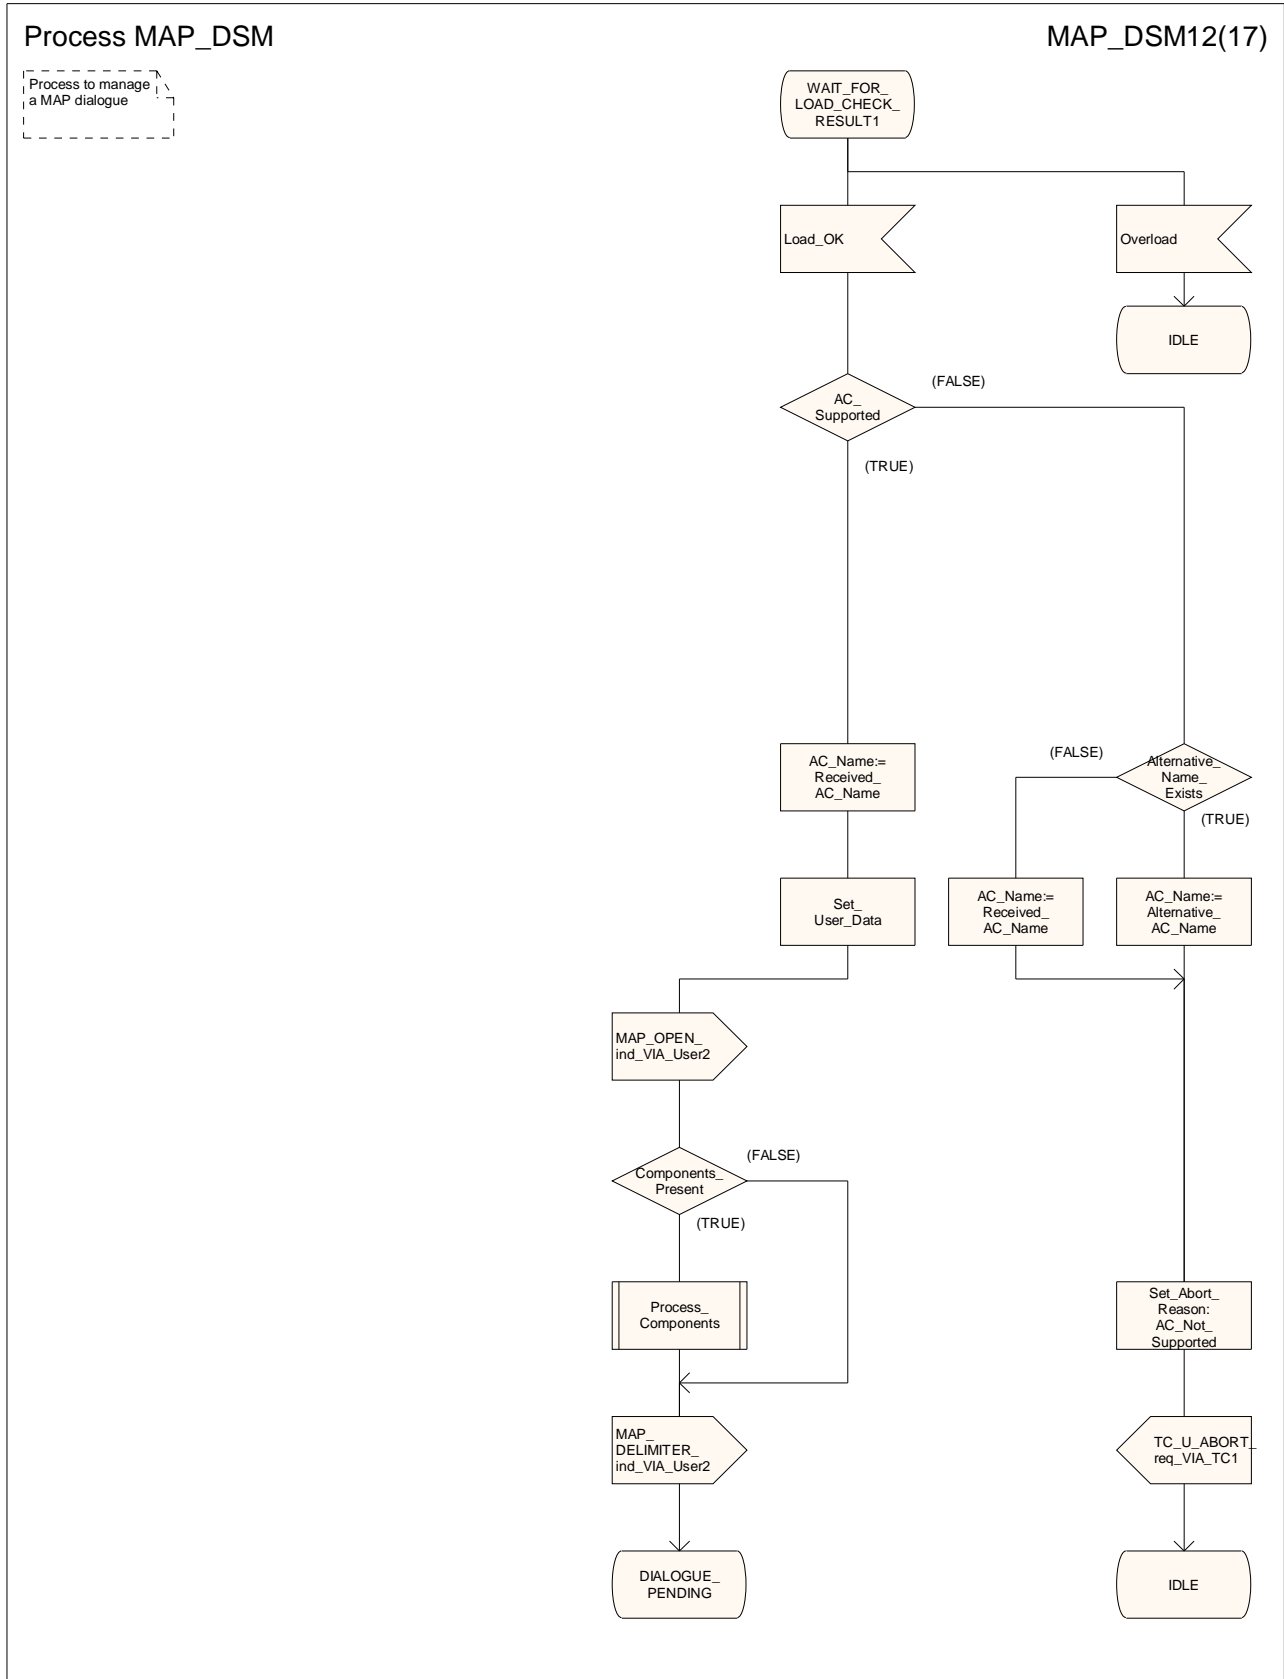 Process MAP_DSM
MAP_DSM12(17)
Process to manage
a MAP dialogue
WAIT_FOR_
LOAD_CHECK_
RESULT1
Load_OK
Overload
IDLE
(FALSE)
AC_
Supported
(TRUE)
(FALSE)
Alternative_
Name_
Exists
(TRUE)
AC_Name:=
Received_
AC_Name
Set_
User_Data
AC_Name:=
Received_
AC_Name
AC_Name:=
Alternative_
AC_Name
MAP_OPEN_
ind_VIA_User2
(FALSE)
Components_
Present
(TRUE)
Process_
Components
Set_Abort_
Reason:
AC_Not_
Supported
MAP_
DELIMITER_
ind_VIA_User2
TC_U_ABORT_
req_VIA_TC1
DIALOGUE_
PENDING
IDLE